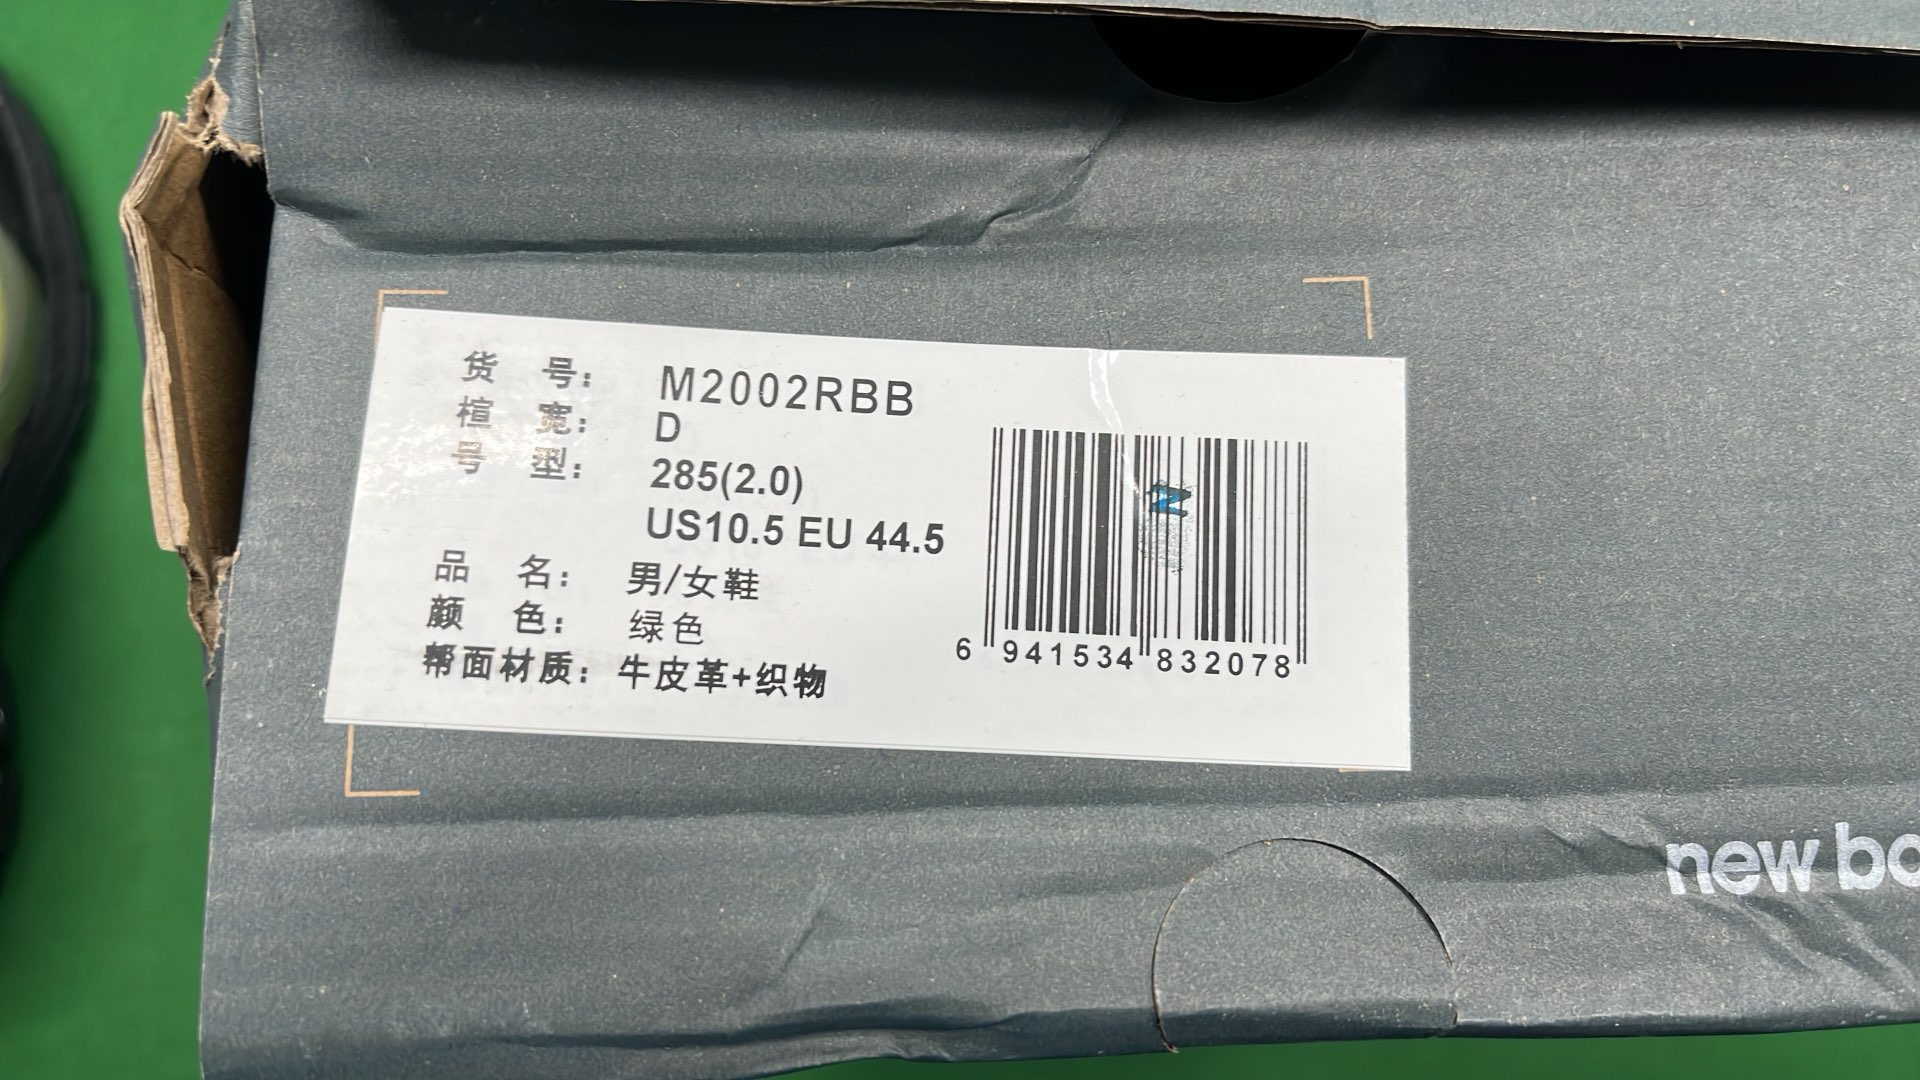 货 号: M2002RBB
楦 宽: D
号 型: 285(2.0)
US10.5 EU 44.5
品 名: 男/女鞋
颜 色: 绿色
帮面材质: 牛皮革+织物
N
6 941534 832078
new ba